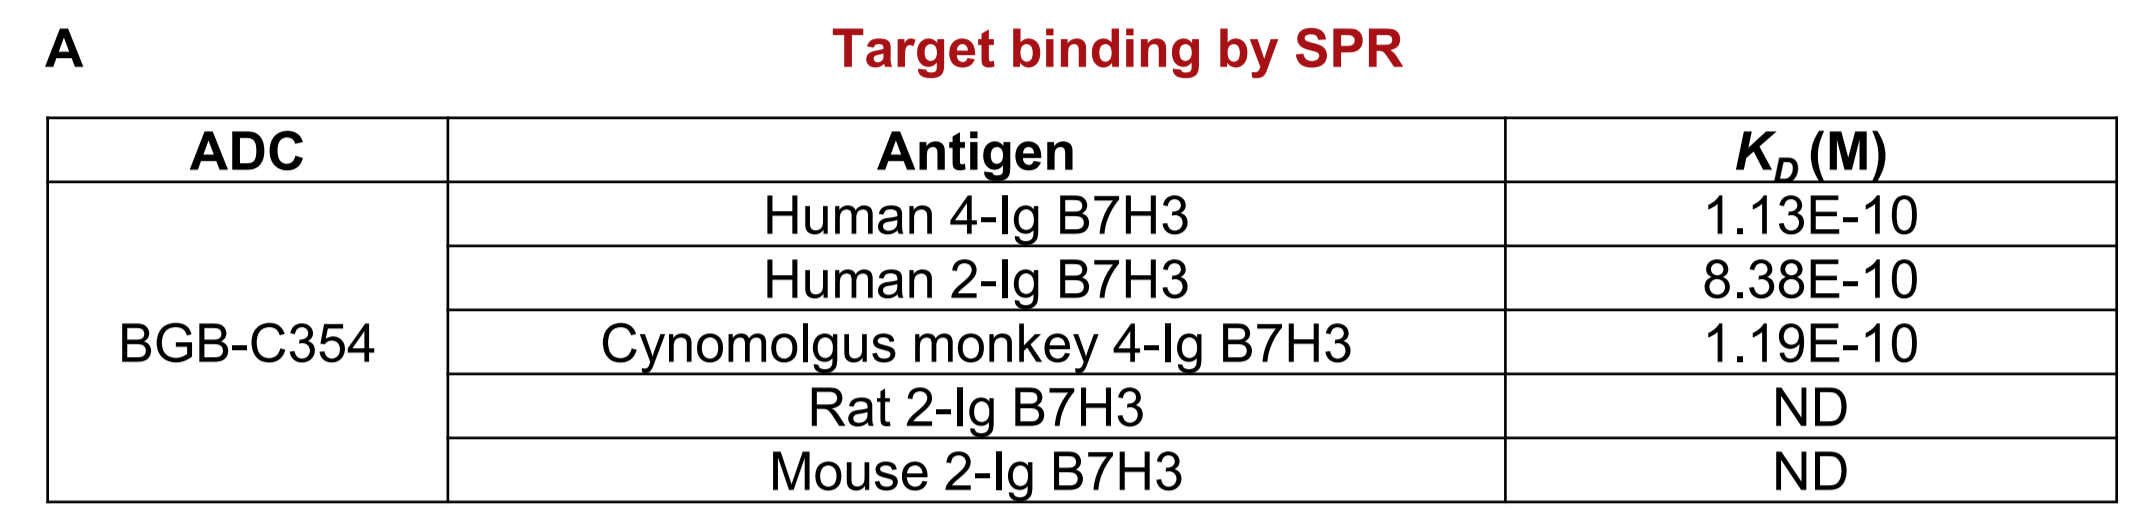 A
Target binding by SPR
ADC Antigen K_D (M)
Human 4-Ig B7H3 1.13E-10
Human 2-Ig B7H3 8.38E-10
BGB-C354 Cynomolgus monkey 4-Ig B7H3 1.19E-10
Rat 2-Ig B7H3 ND
Mouse 2-Ig B7H3 ND